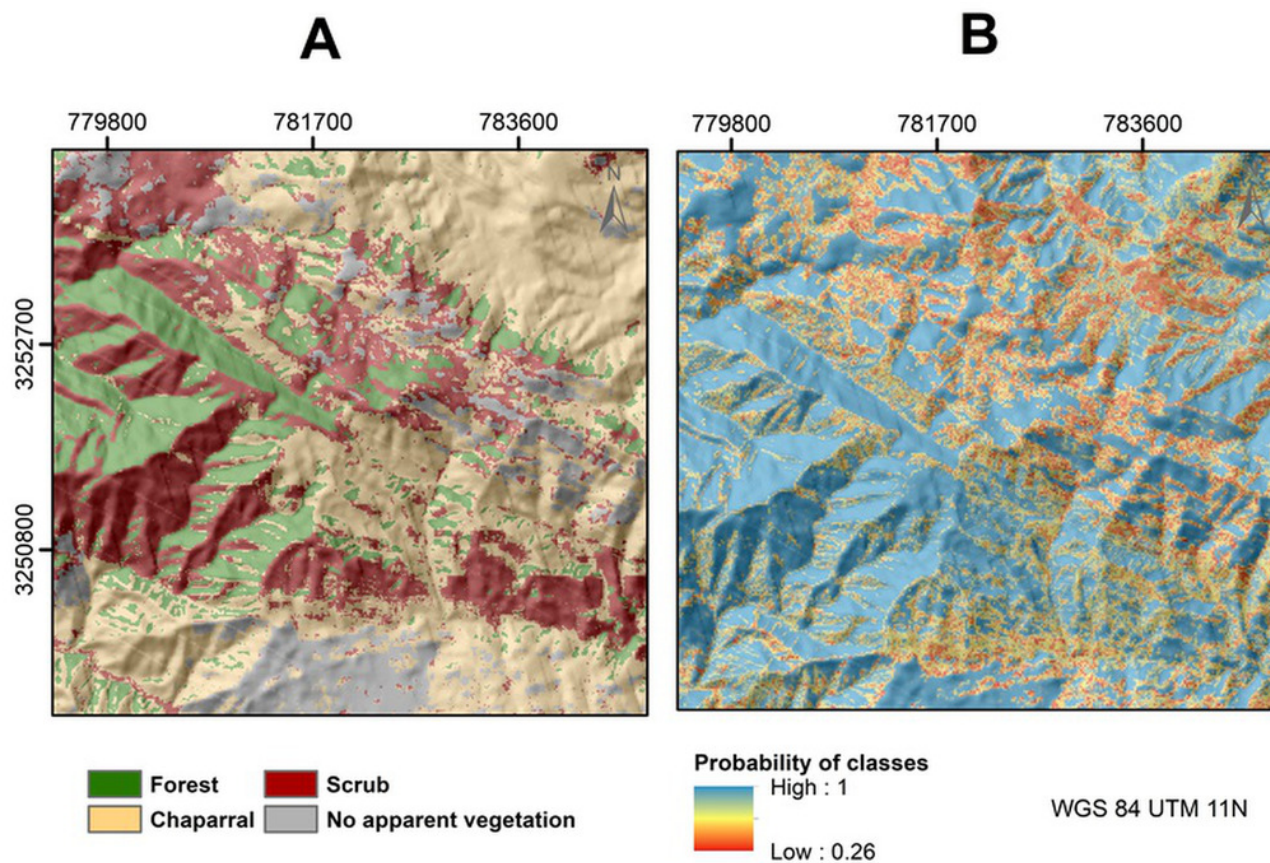 A
B
779800 781700 783600
779800 781700 783600
N
3252700
3250800
Forest
Scrub
Chaparral
No apparent vegetation
Probability of classes
High : 1
Low : 0.26
WGS 84 UTM 11N